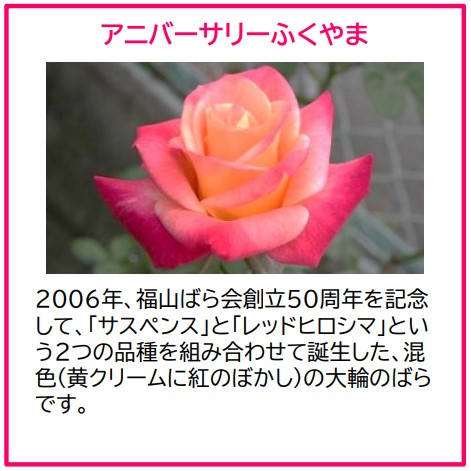 アニバーサリーふくやま
2006年、福山ばら会創立50周年を記念
して、「サスペンス」と「レッドヒロシマ」とい
う2つの品種を組み合わせて誕生した、混
色(黄クリームに紅のぼかし)の大輪のばら
です。